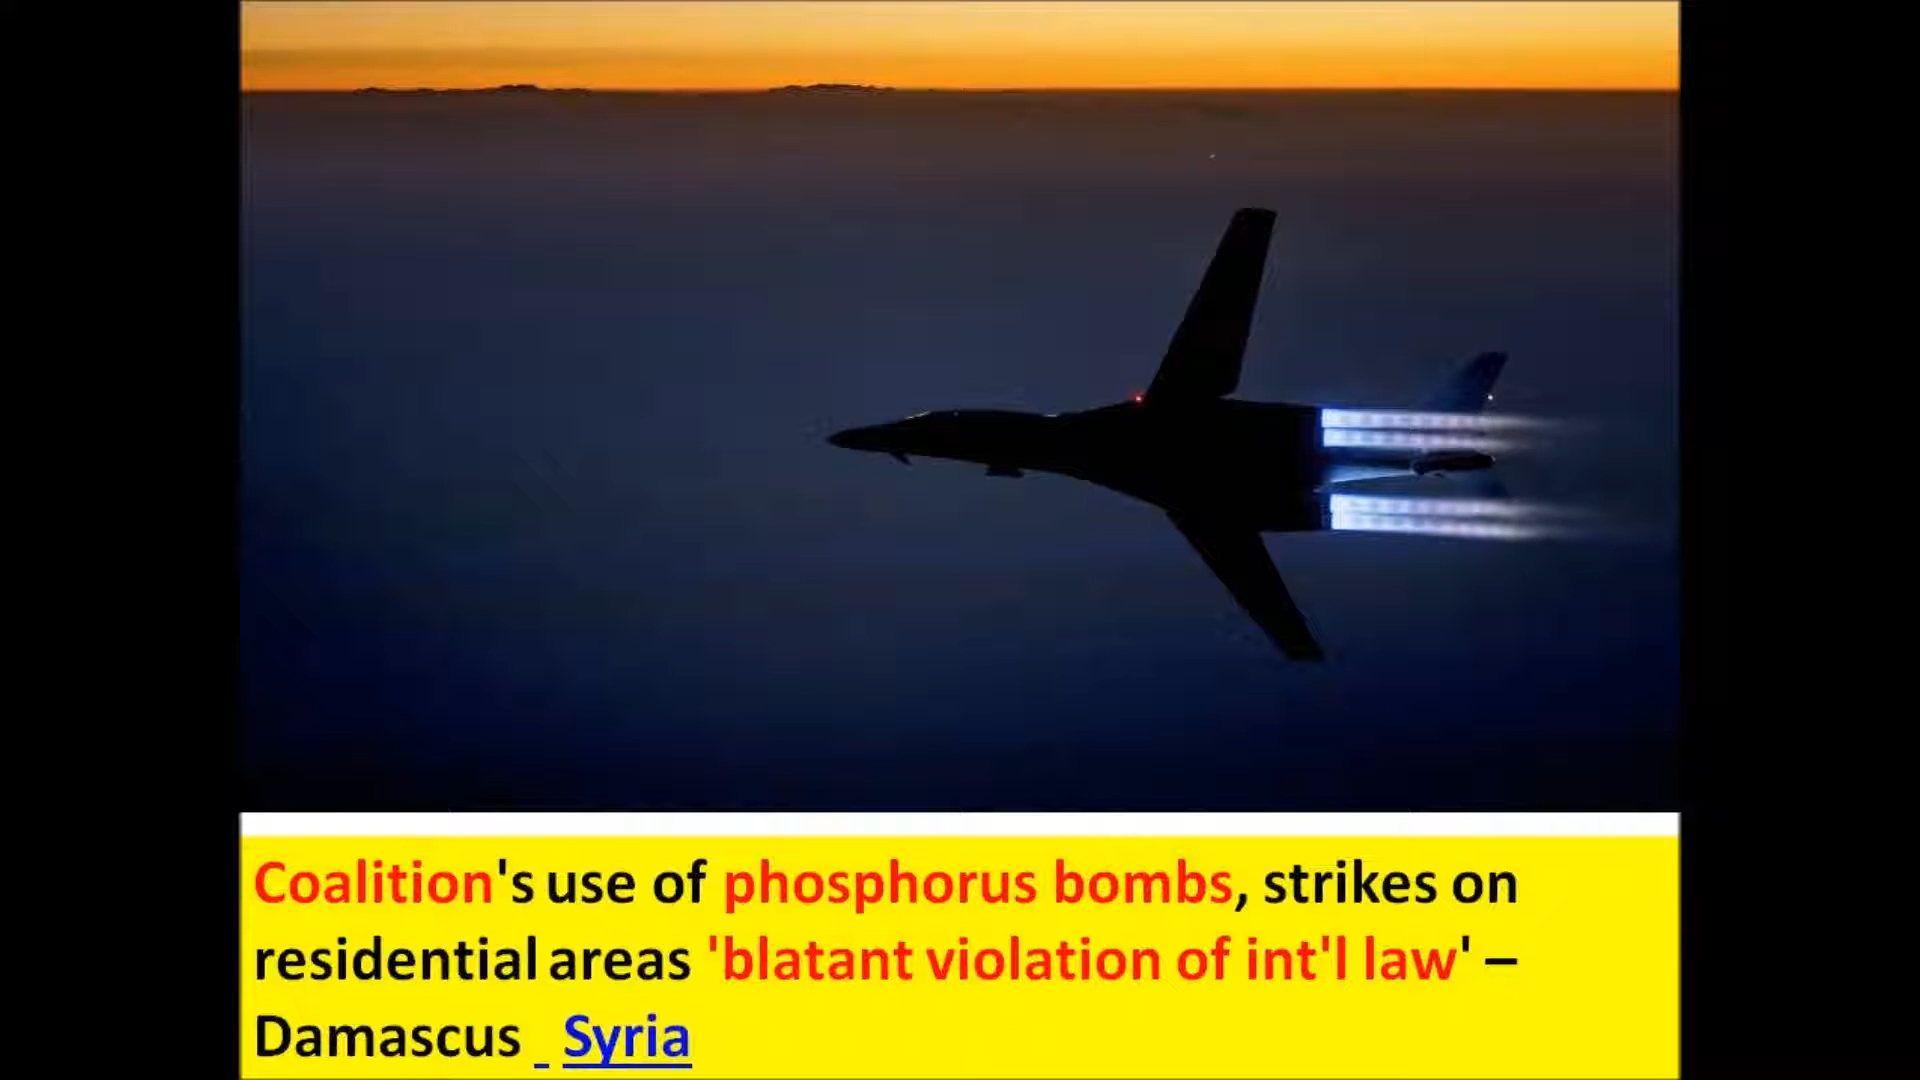 Coalition's use of phosphorus bombs, strikes on
residential areas 'blatant violation of int'l law' –
Damascus _ Syria